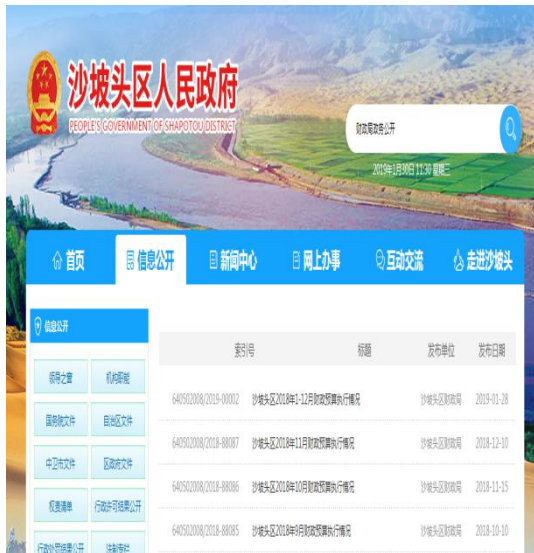 沙坡头区人民政府
PEOPLE'S GOVERNMENT OF SHAPOTOU DISTRICT
财政局政务公开
2019年1月30日 11:30 星期三
首页 信息公开 新闻中心 网上办事 互动交流 走进沙坡头
信息公开
索引号 标题 发布单位 发布日期
领导之窗 机构职能
640502008/2019-00002 沙坡头区2018年1-12月财政预算执行情况 沙坡头区财政局 2019-01-28
国务院文件 自治区文件
640502008/2018-88087 沙坡头区2018年11月财政预算执行情况 沙坡头区财政局 2018-12-10
中卫市文件 区政府文件
640502008/2018-88086 沙坡头区2018年10月财政预算执行情况 沙坡头区财政局 2018-11-15
权责清单 行政许可结果公开
640502008/2018-88085 沙坡头区2018年9月财政预算执行情况 沙坡头区财政局 2018-10-10
行政处罚结果公开 法制专栏